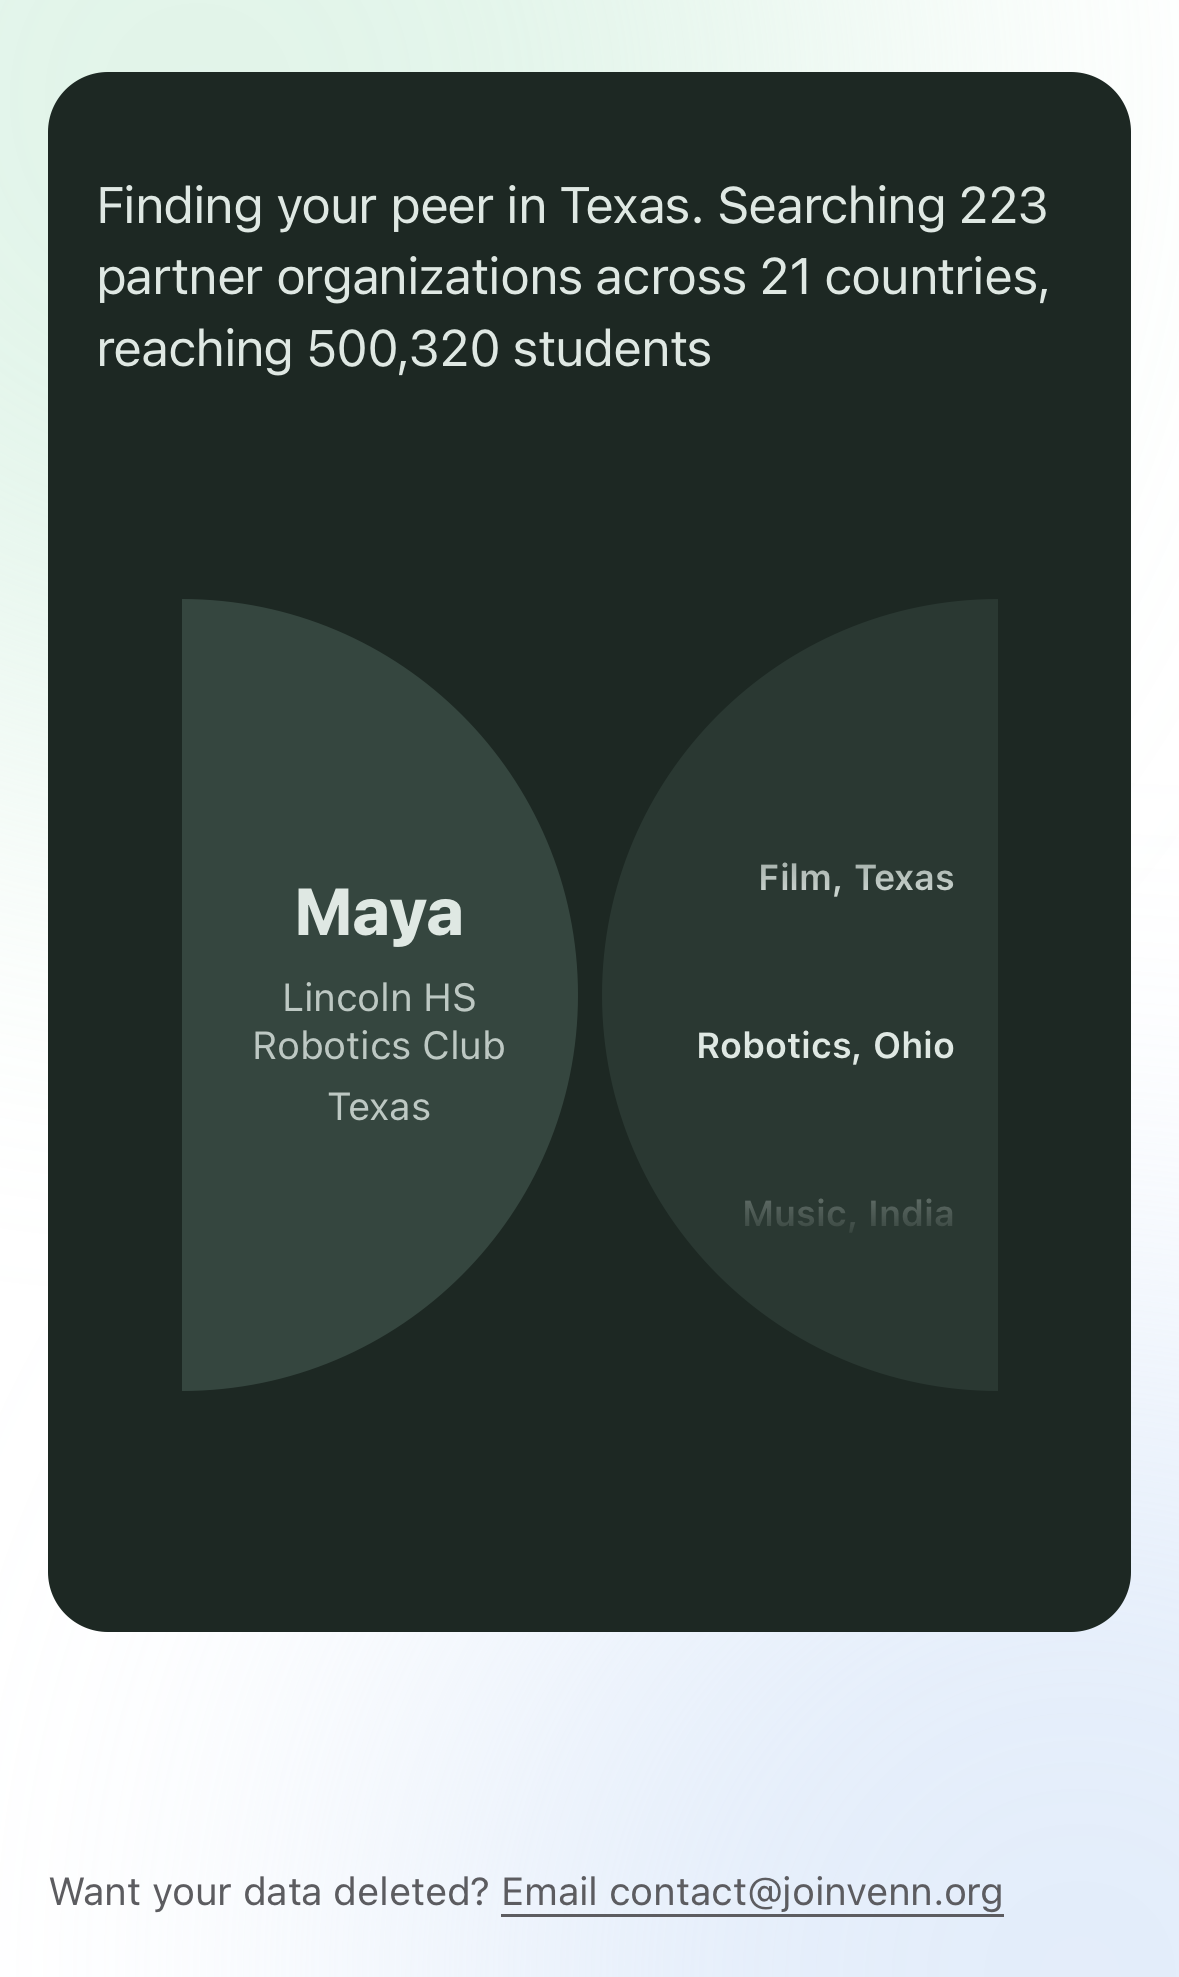 Finding your peer in Texas. Searching 223
partner organizations across 21 countries,
reaching 500,320 students
Maya
Lincoln HS
Robotics Club
Texas
Film, Texas
Robotics, Ohio
Music, India
Want your data deleted? Email contact@joinvenn.org